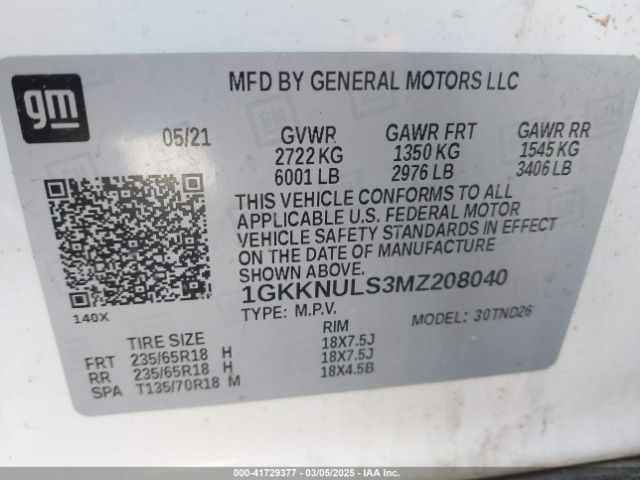 gm
MFD BY GENERAL MOTORS LLC
05/21 GVWR GAWR FRT GAWR RR
2722 KG 1350 KG 1545 KG
6001 LB 2976 LB 3406 LB
THIS VEHICLE CONFORMS TO ALL
APPLICABLE U.S. FEDERAL MOTOR
VEHICLE SAFETY STANDARDS IN EFFECT
ON THE DATE OF MANUFACTURE
SHOWN ABOVE.
1GKKNULS3MZ208040
140X
TYPE: M.P.V. MODEL: 30TND26
TIRE SIZE RIM
FRT 235/65R18 H 18X7.5J
RR 235/65R18 H 18X7.5J
SPA T135/70R18 M 18X4.5B
000-41729377 — 03/05/2025 — IAA Inc.